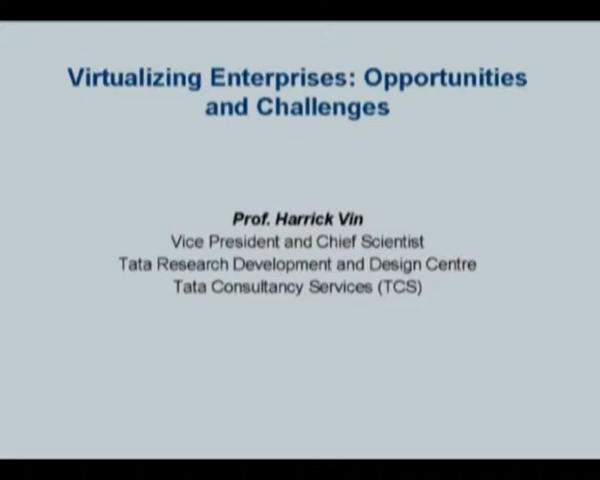 Virtualizing Enterprises: Opportunities
and Challenges
Prof. Harrick Vin
Vice President and Chief Scientist
Tata Research Development and Design Centre
Tata Consultancy Services (TCS)